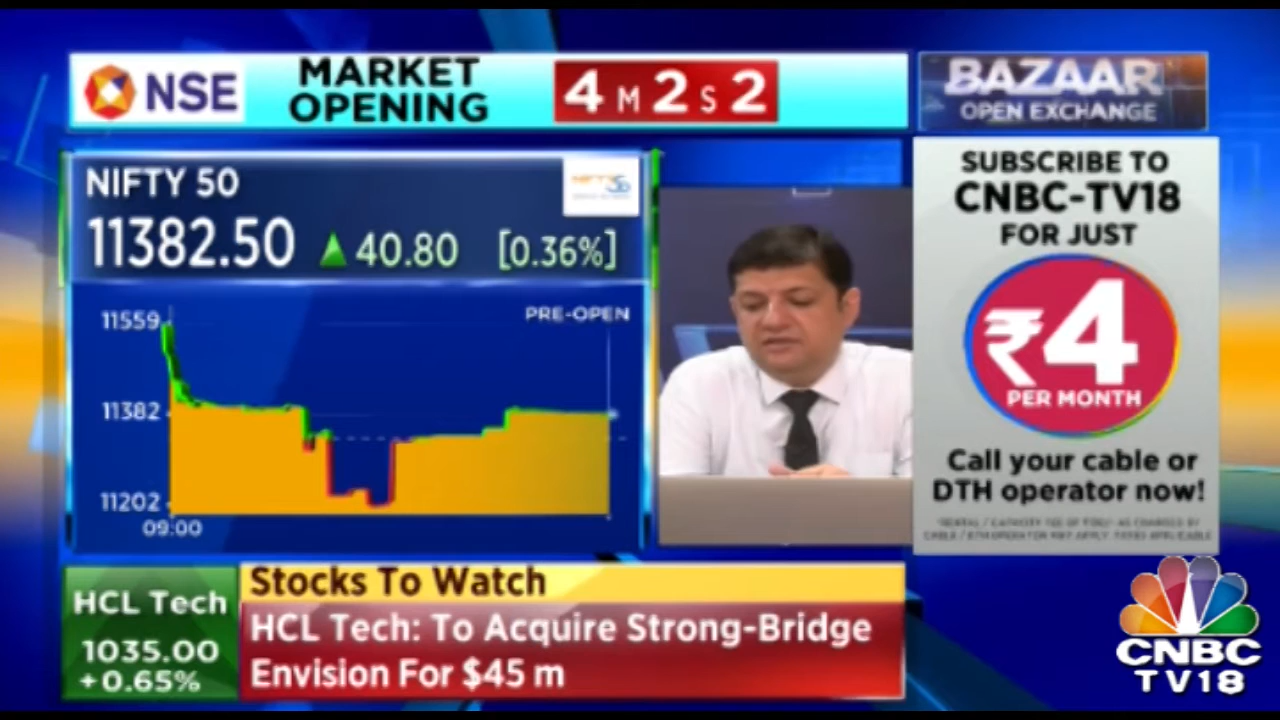 NSE
MARKET
OPENING
4 M 2 S 2
BAZAAR
OPEN EXCHANGE
NIFTY 50
11382.50 ▲ 40.80 [0.36%]
PRE-OPEN
11559
11382
11202
09:00
SUBSCRIBE TO
CNBC-TV18
FOR JUST
₹4
PER MONTH
Call your cable or
DTH operator now!
HCL Tech
1035.00
+0.65%
Stocks To Watch
HCL Tech: To Acquire Strong-Bridge
Envision For $45 m
CNBC
TV18